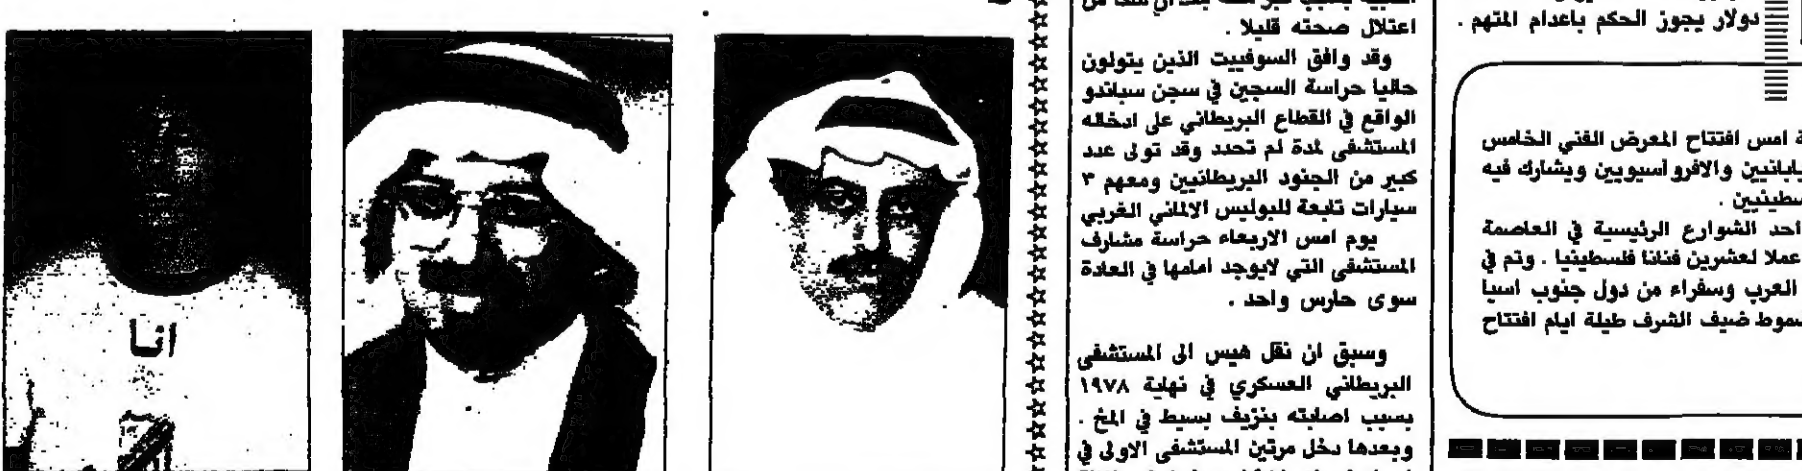 دولار يجوز الحكم باعدام المتهم .
ة امس افتتاح المعرض الفني الخامس
يابانيين والافرو آسيويين ويشارك فيه
سطينيين .
احد الشوارع الرئيسية في العاصمة
عملا لعشرين فنانا فلسطينيا . وتم في
العرب وسفراء من دول جنوب اسيا
سموط ضيف الشرف طيلة ايام افتتاح
اعتلال صحته قليلا .
وقد وافق السوفييت الذين يتولون
حاليا حراسة السجين في سجن سباندو
الواقع في القطاع البريطاني على ادخاله
المستشفى لمدة لم تحدد وقد تولى عدد
كبير من الجنود البريطانيين ومعهم ٣
سيارات تابعة للبوليس الالماني الغربي
يوم امس الاربعاء حراسة مشارف
المستشفى التي لايوجد امامها في العادة
سوى حارس واحد .
وسبق ان نقل هيس الى المستشفى
البريطاني العسكري في نهاية ١٩٧٨
بسبب اصابته بنزيف بسيط في المخ .
وبعدها دخل مرتين المستشفى الاولى في
انا